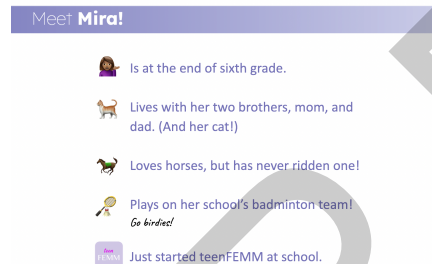 Meet Mira!
Is at the end of sixth grade.
Lives with her two brothers, mom, and
dad. (And her cat!)
Loves horses, but has never ridden one!
Plays on her school's badminton team!
Go birdies!
teen
FEMM
Just started teenFEMM at school.